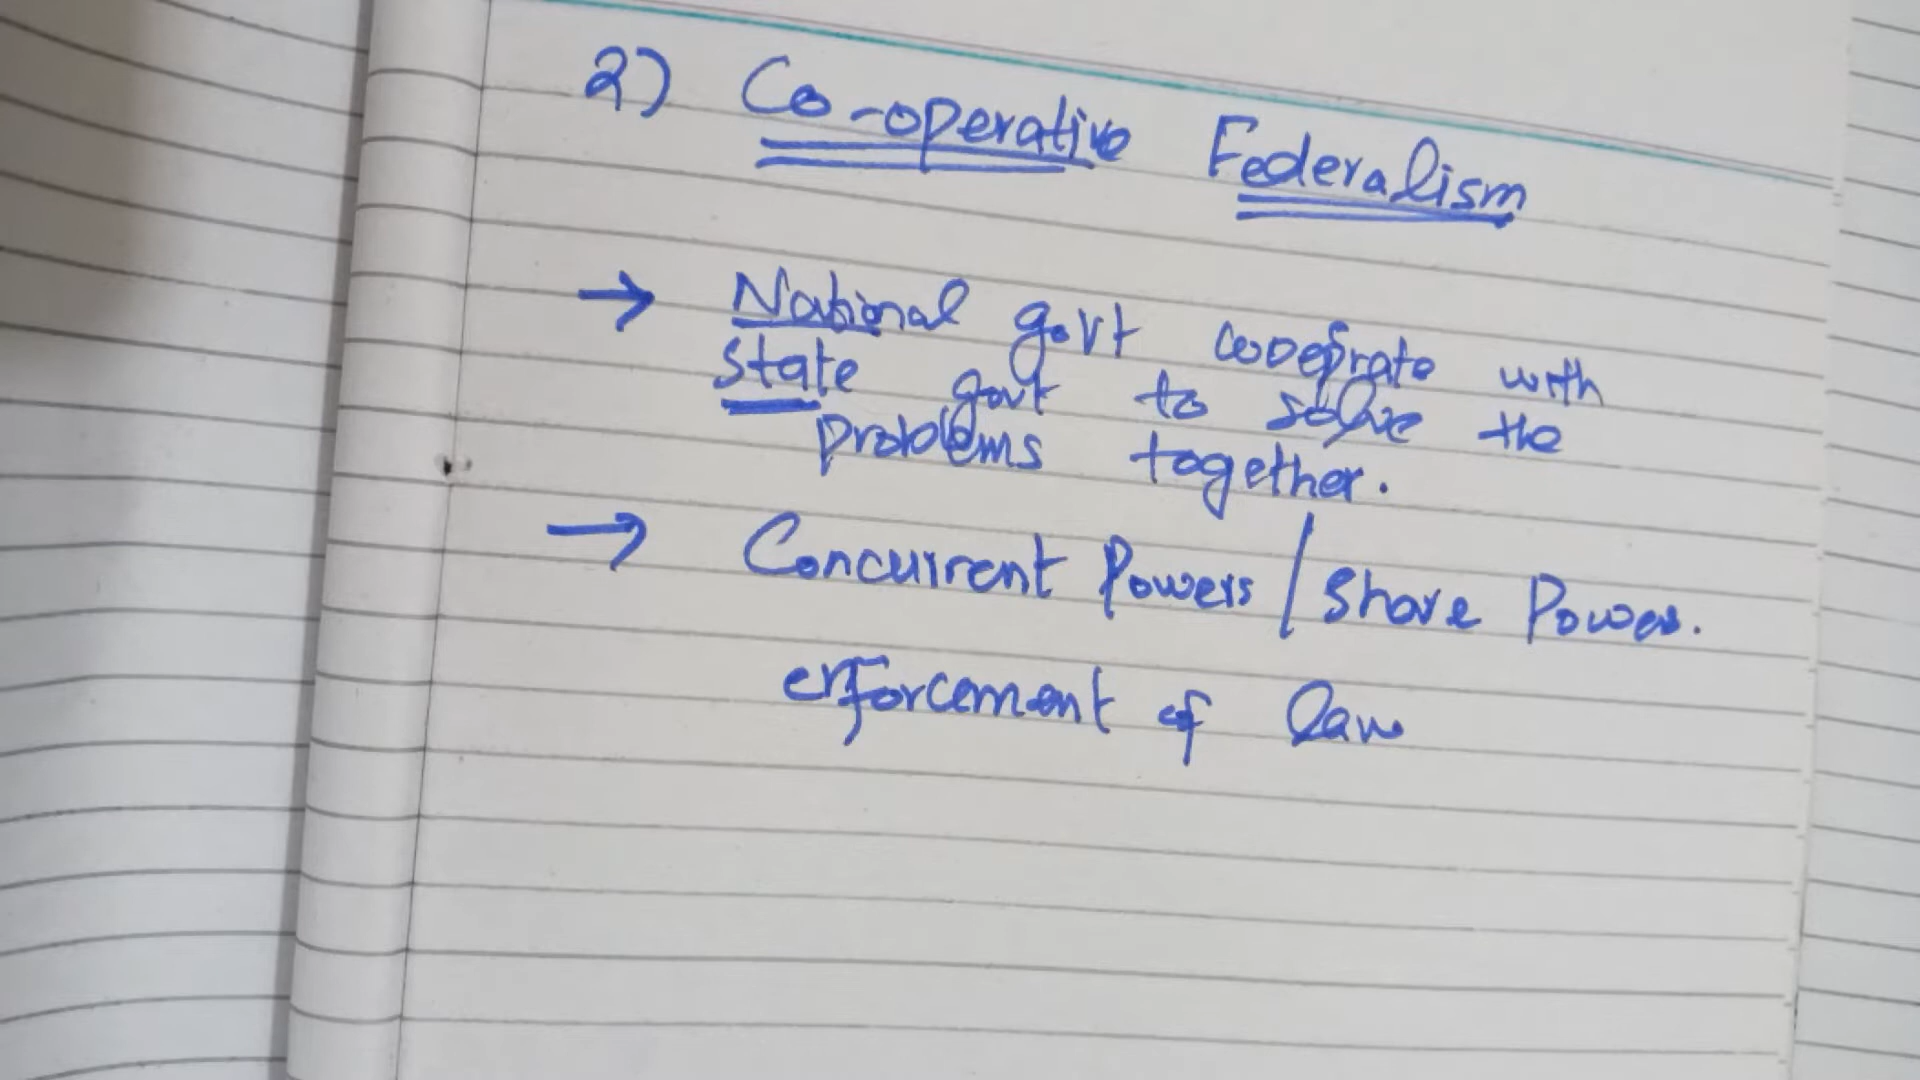 2) Co-operative Federalism
→ National govt cooperate with
state govt to solve the
problems together.
→ Concurrent Powers / Share Power.
enforcement of law